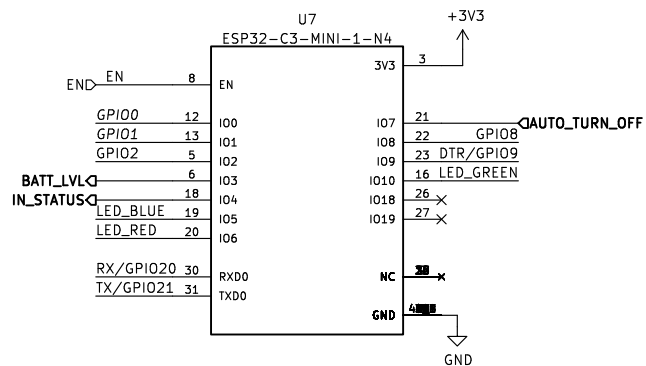 U7
ESP32-C3-MINI-1-N4
+3V3
3V3 3
EN EN 8 EN
GPIO0 12 IO0
IO7 21 AUTO_TURN_OFF
GPIO1 13 IO1
IO8 22 GPIO8
GPIO2 5 IO2
IO9 23 DTR/GPIO9
BATT_LVL 6 IO3
IO10 16 LED_GREEN
IN_STATUS 18 IO4
IO18 26
LED_BLUE 19 IO5
IO19 27
LED_RED 20 IO6
RX/GPIO20 30 RXD0
NC
TX/GPIO21 31 TXD0
GND
GND